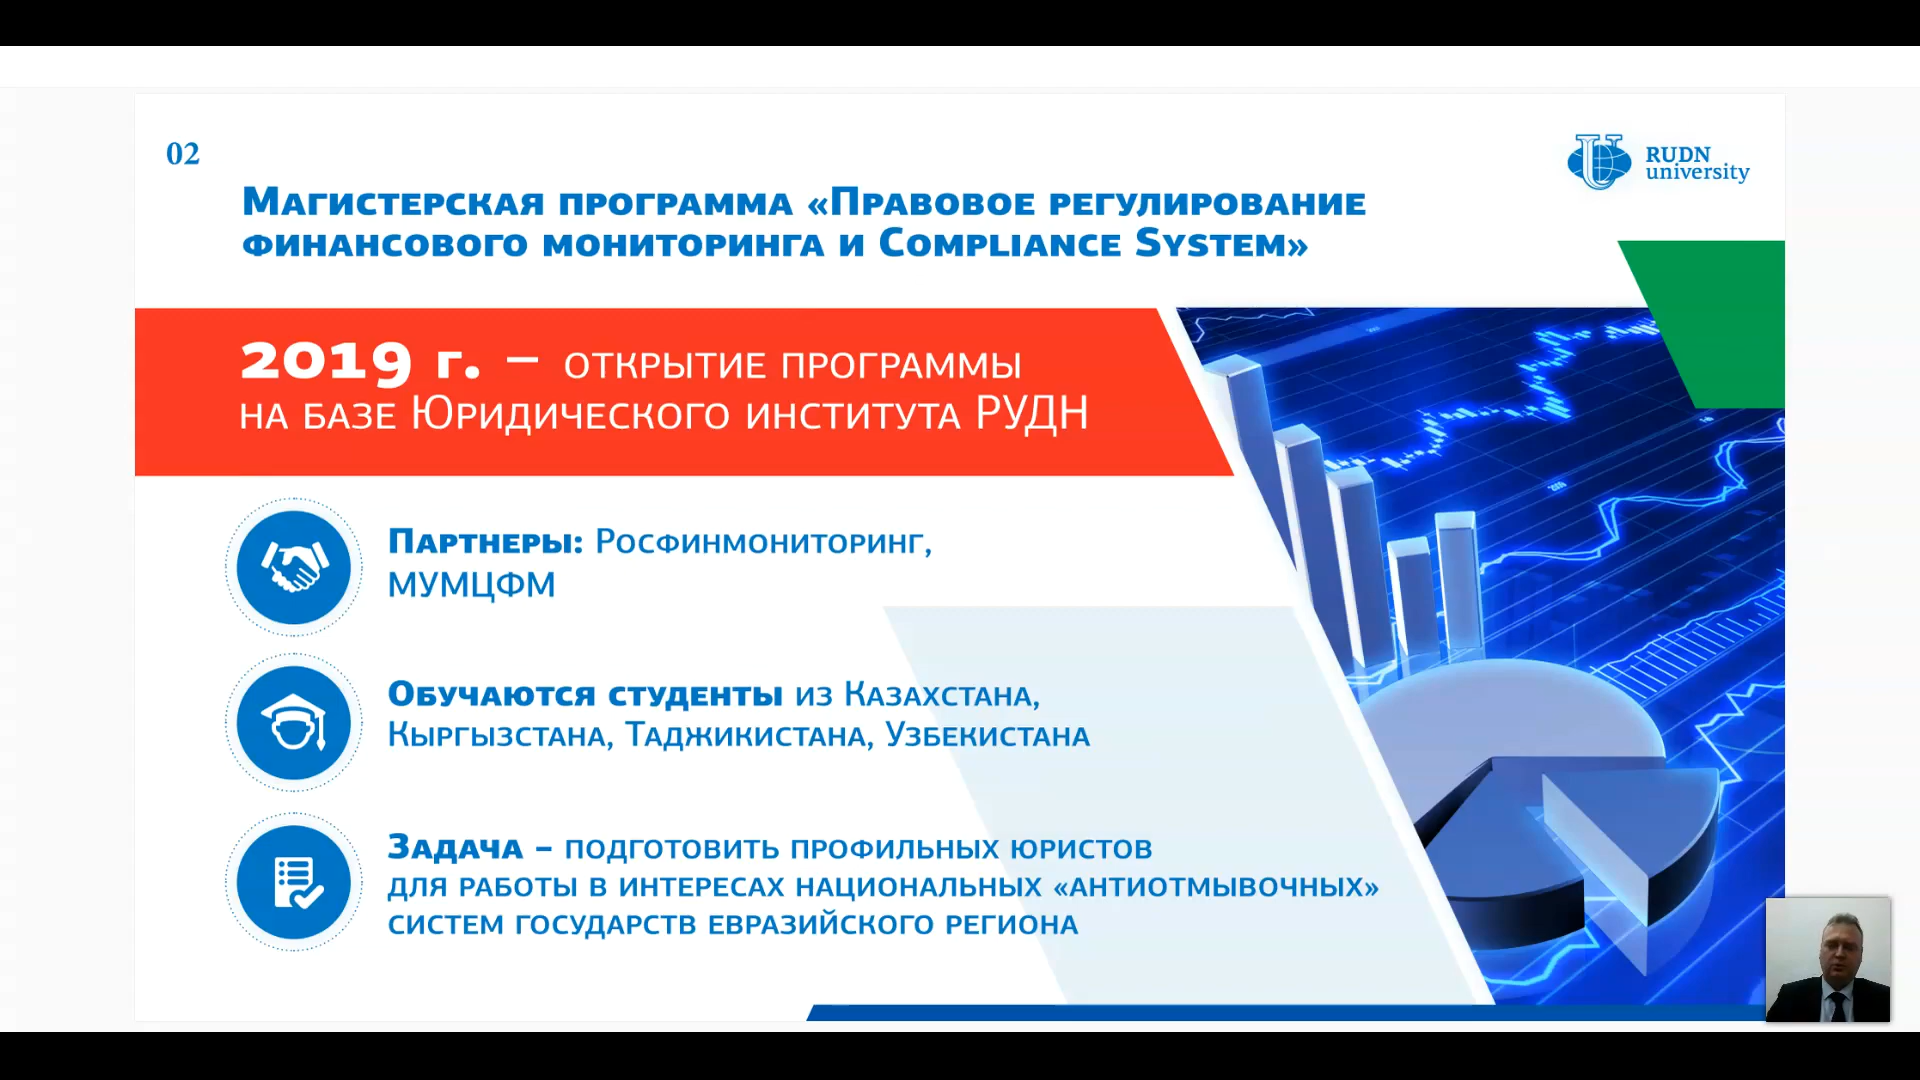 02
RUDN
university
Магистерская программа «Правовое регулирование
финансового мониторинга и Compliance System»
2019 г. – открытие программы
на базе Юридического института РУДН
Партнеры: Росфинмониторинг,
МУМЦФМ
Обучаются студенты из Казахстана,
Кыргызстана, Таджикистана, Узбекистана
Задача – подготовить профильных юристов
для работы в интересах национальных «антиотмывочных»
систем государств евразийского региона